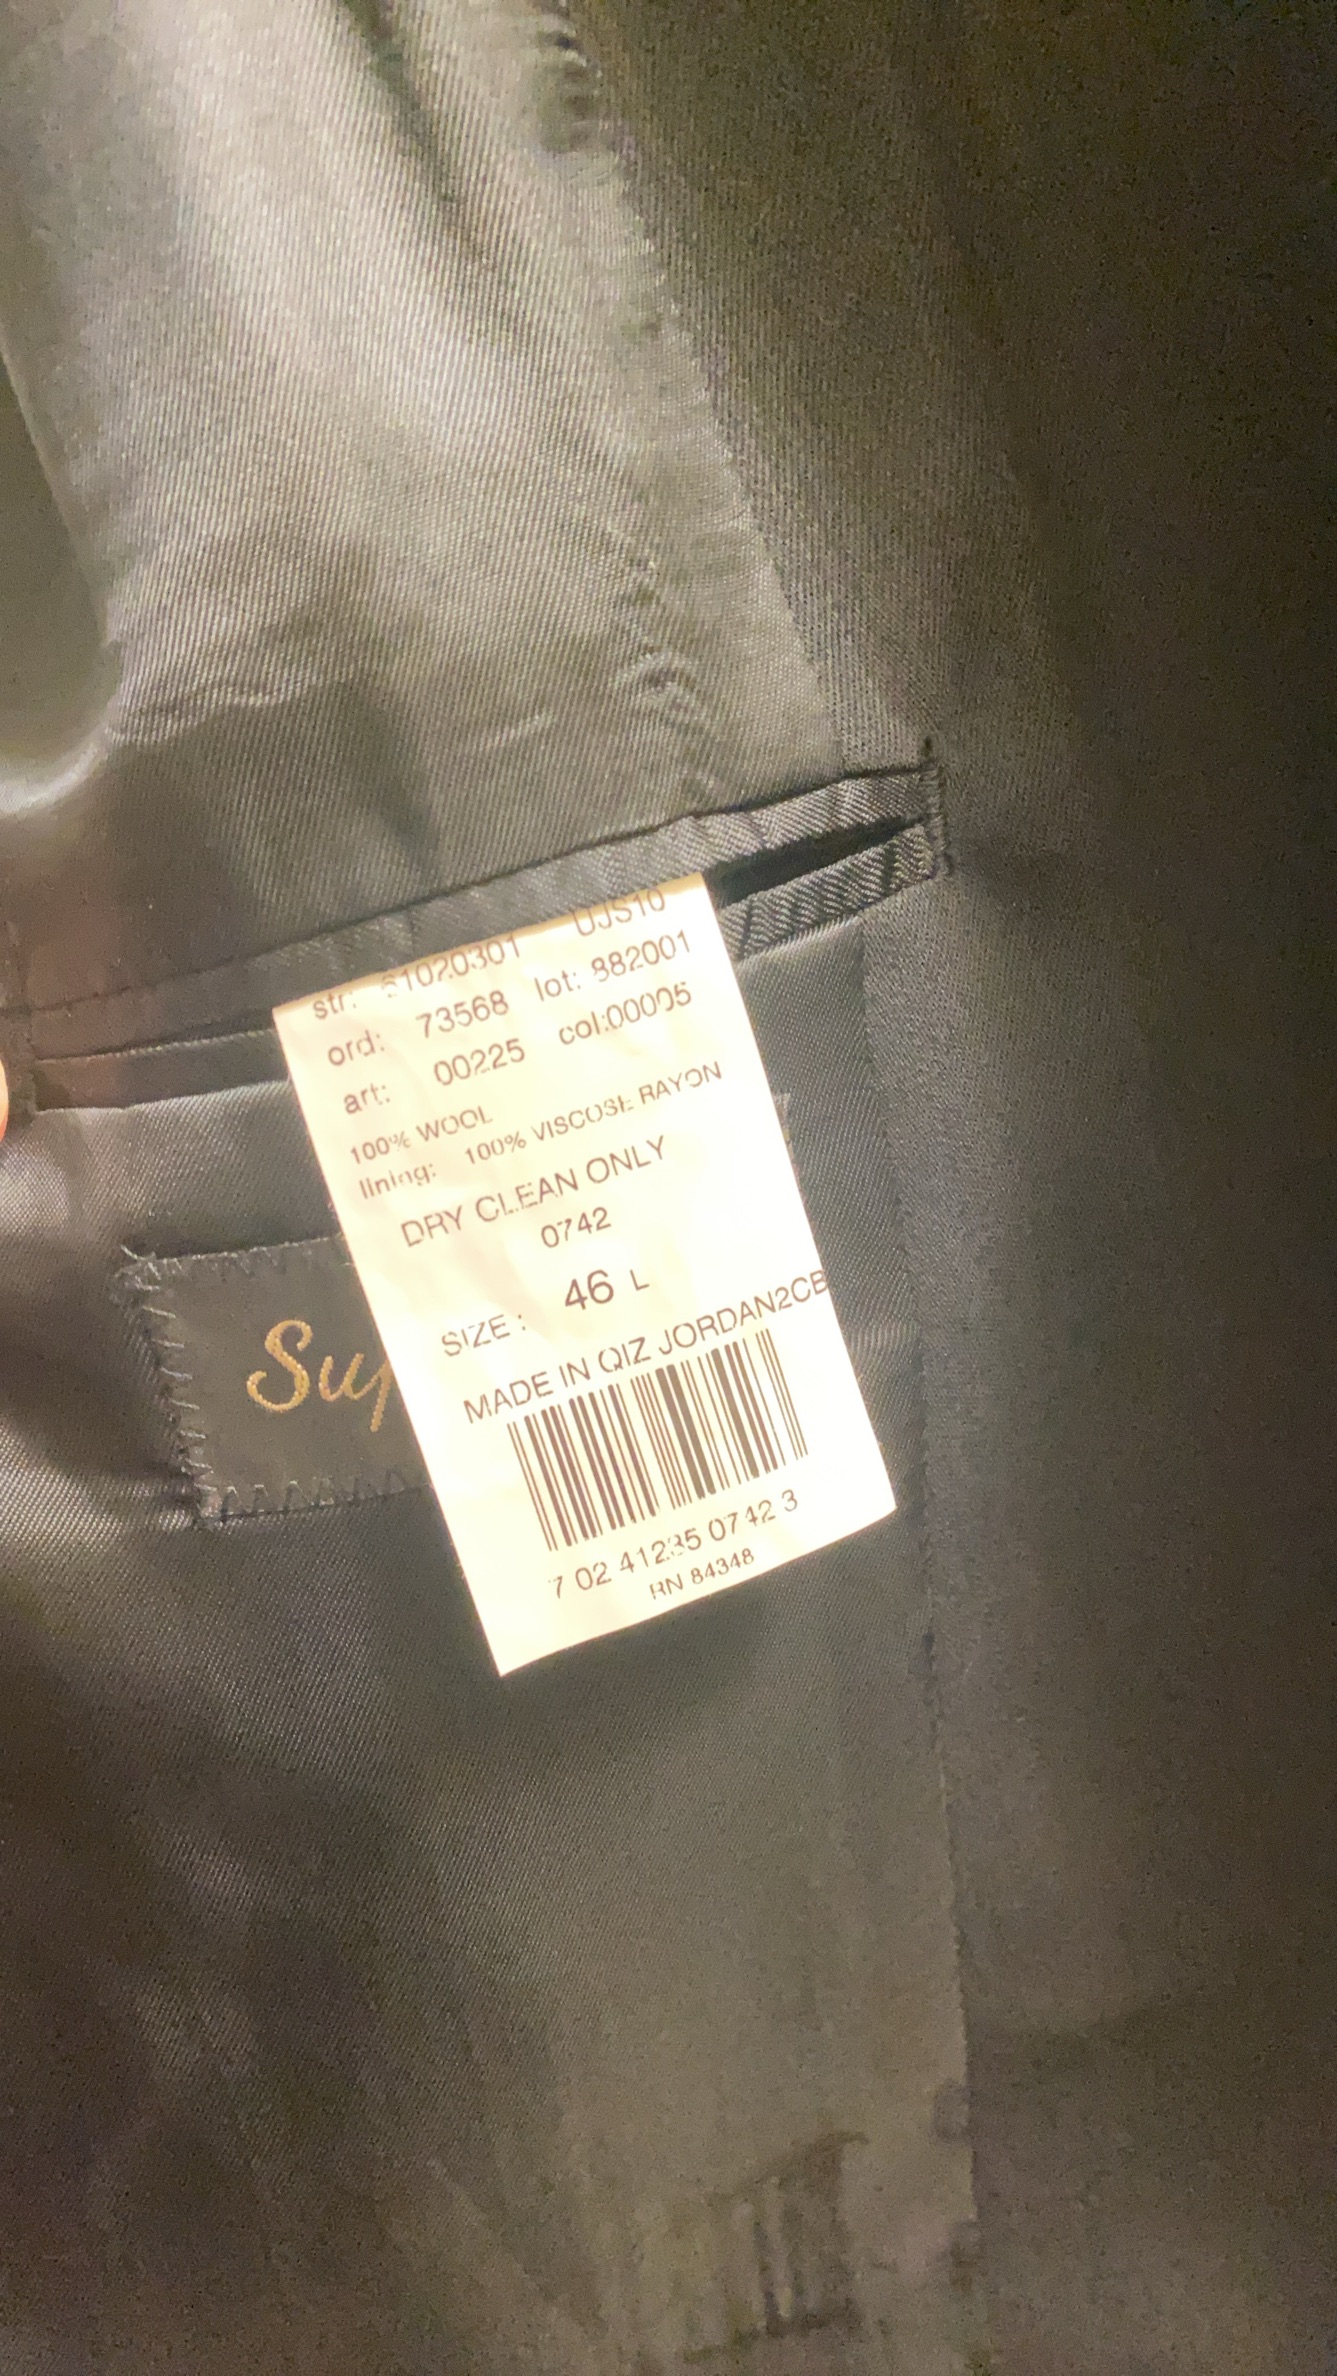 str: 61020301 UJS10
ord: 73568 lot: 882001
art: 00225 col:00005
100% WOOL
lining: 100% VISCOSE RAYON
DRY CLEAN ONLY
0742
SIZE : 46 L
MADE IN QIZ JORDAN2CB
7 02 41235 0742 3
RN 84348
Sup